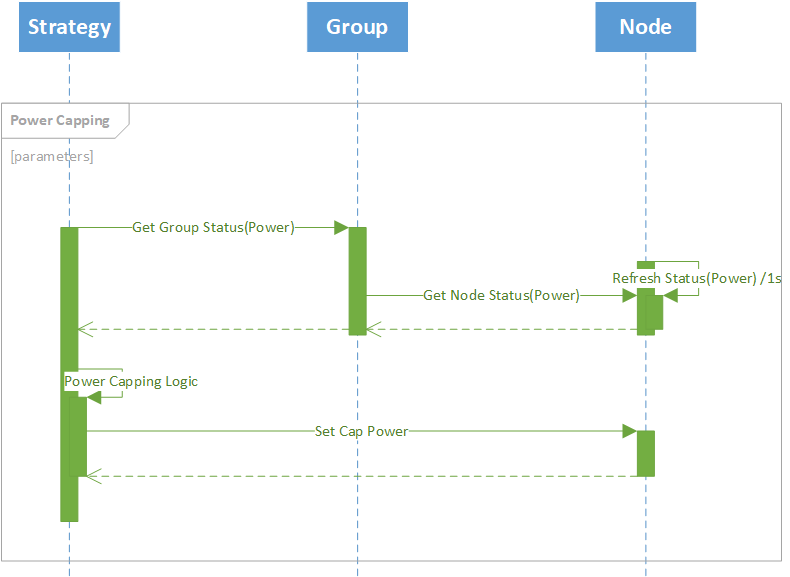 Strategy
Group
Node
Power Capping
[parameters]
Get Group Status(Power)
Refresh Status(Power) /1s
Get Node Status(Power)
Power Capping Logic
Set Cap Power